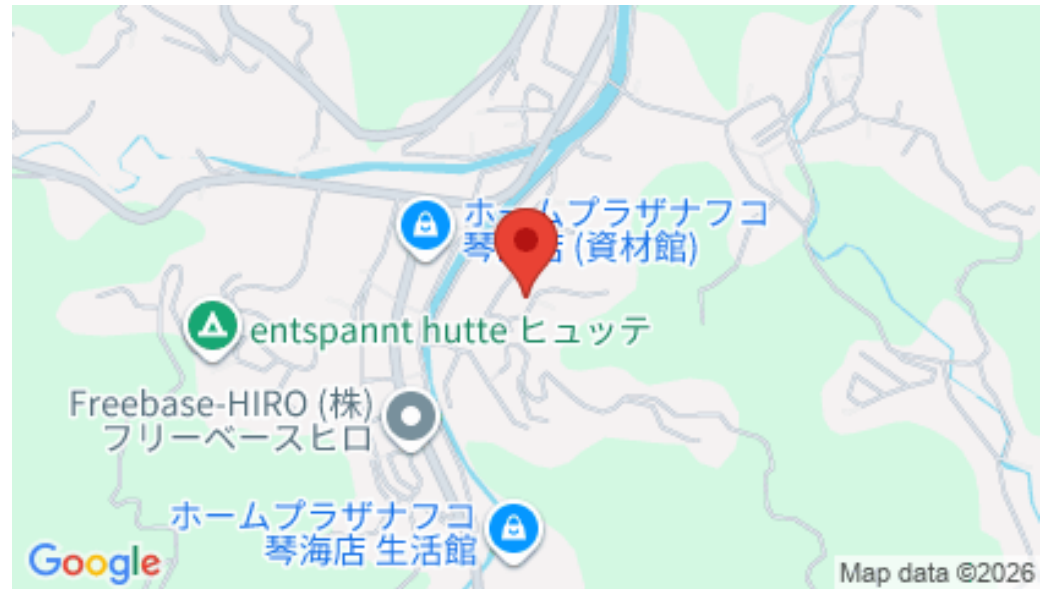 ホームプラザナフコ
琴海店 (資材館)
entspannt hutte ヒュッテ
Freebase-HIRO (株)
フリーベースヒロ
ホームプラザナフコ
琴海店 生活館
Google
Map data ©2026